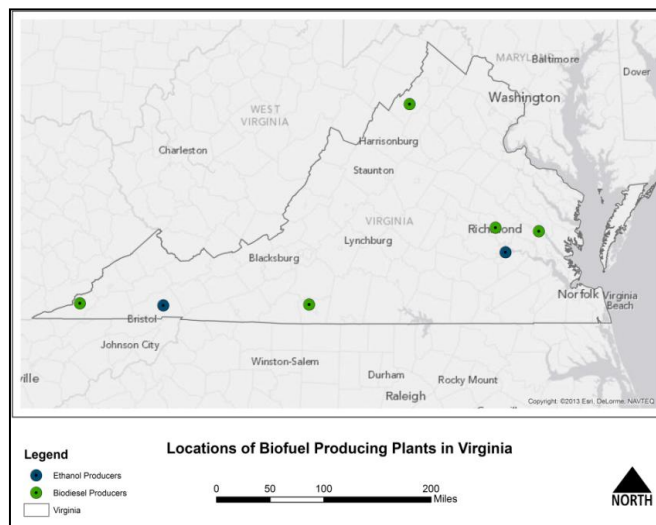 MARYLAND
Baltimore
Dover
Washington
WEST
VIRGINIA
Charleston
Harrisonburg
Staunton
VIRGINIA
Richmond
Lynchburg
Blacksburg
Norfolk
Virginia
Beach
Bristol
Johnson City
Winston-Salem
Durham
Rocky Mount
ville
Raleigh
Copyright: ©2013 Esri, DeLorme, NAVTEQ
Locations of Biofuel Producing Plants in Virginia
Legend
Ethanol Producers
Biodiesel Producers
Virginia
0 50 100 200
Miles
NORTH